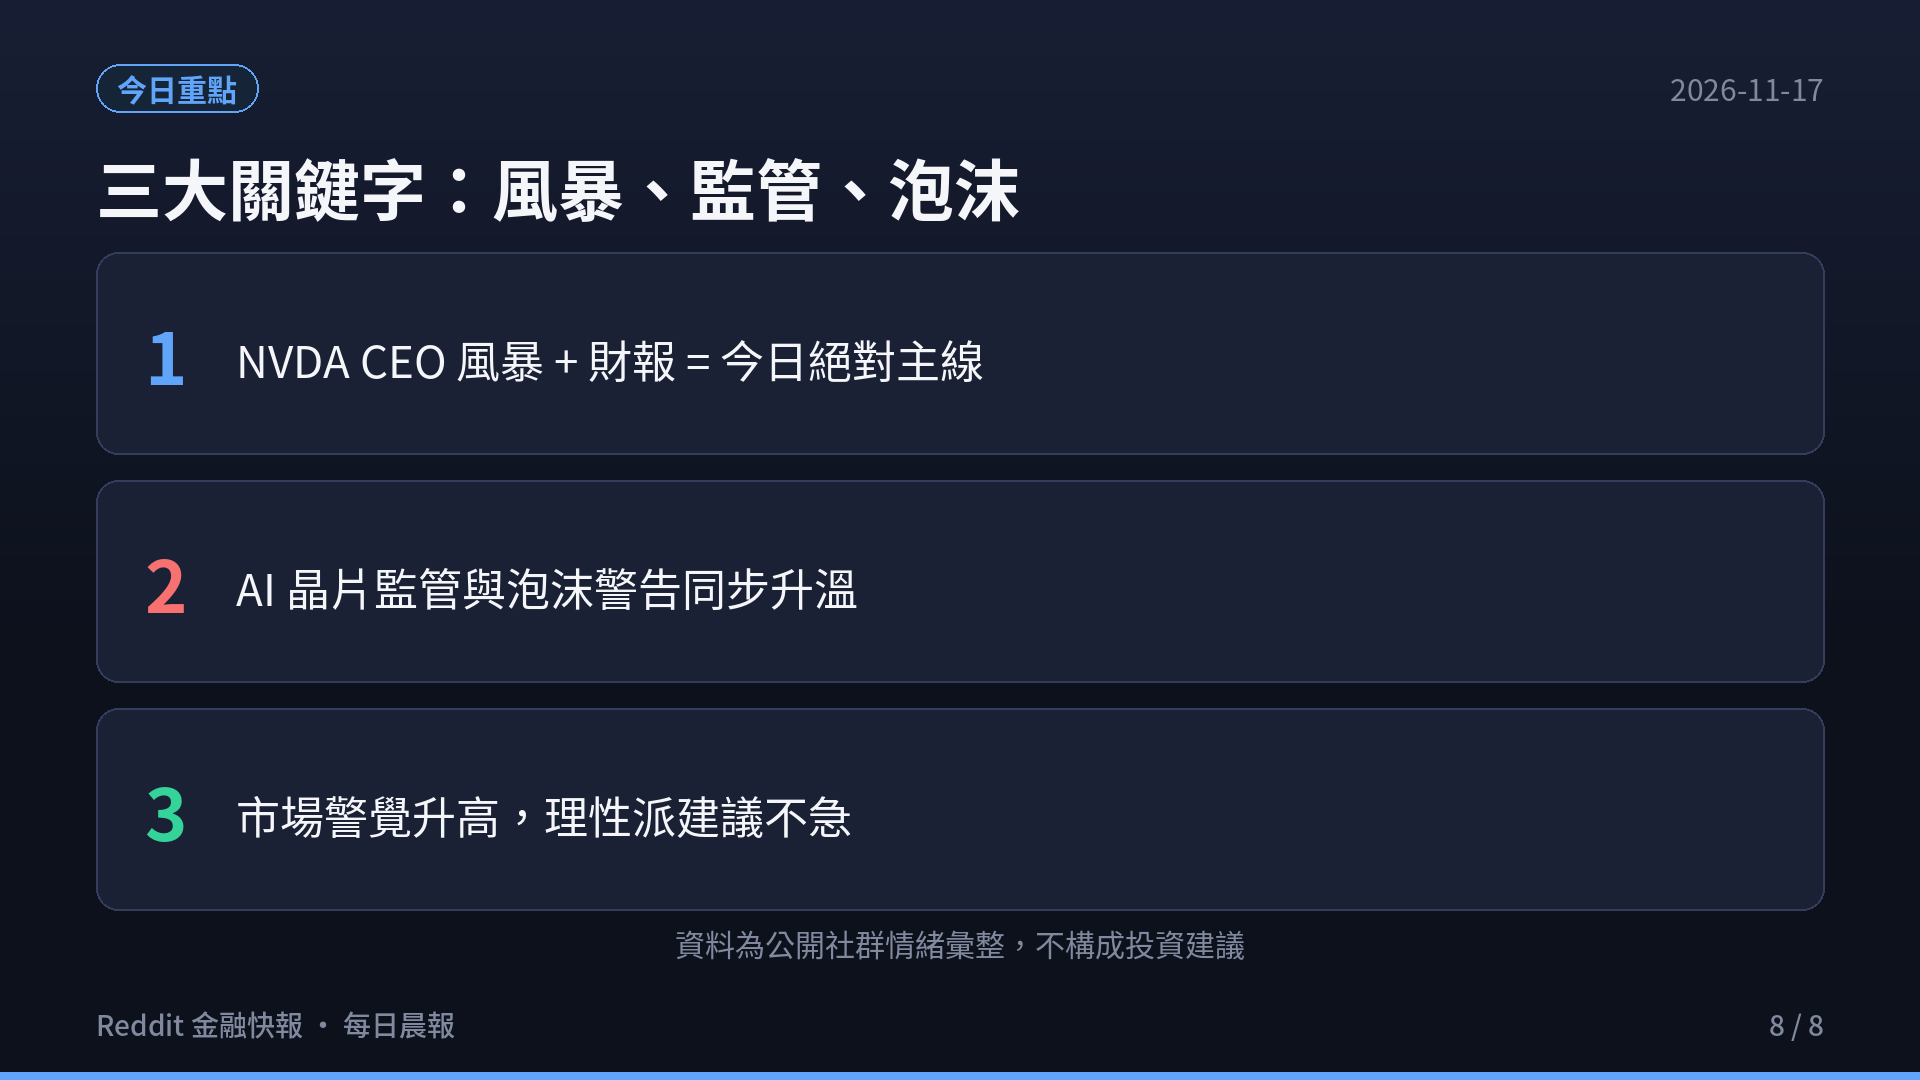 今日重點
2026-11-17
三大關鍵字：風暴、監管、泡沫
1 NVDA CEO 風暴 + 財報 = 今日絕對主線
2 AI 晶片監管與泡沫警告同步升溫
3 市場警覺升高，理性派建議不急
資料為公開社群情緒彙整，不構成投資建議
Reddit 金融快報 · 每日晨報
8 / 8